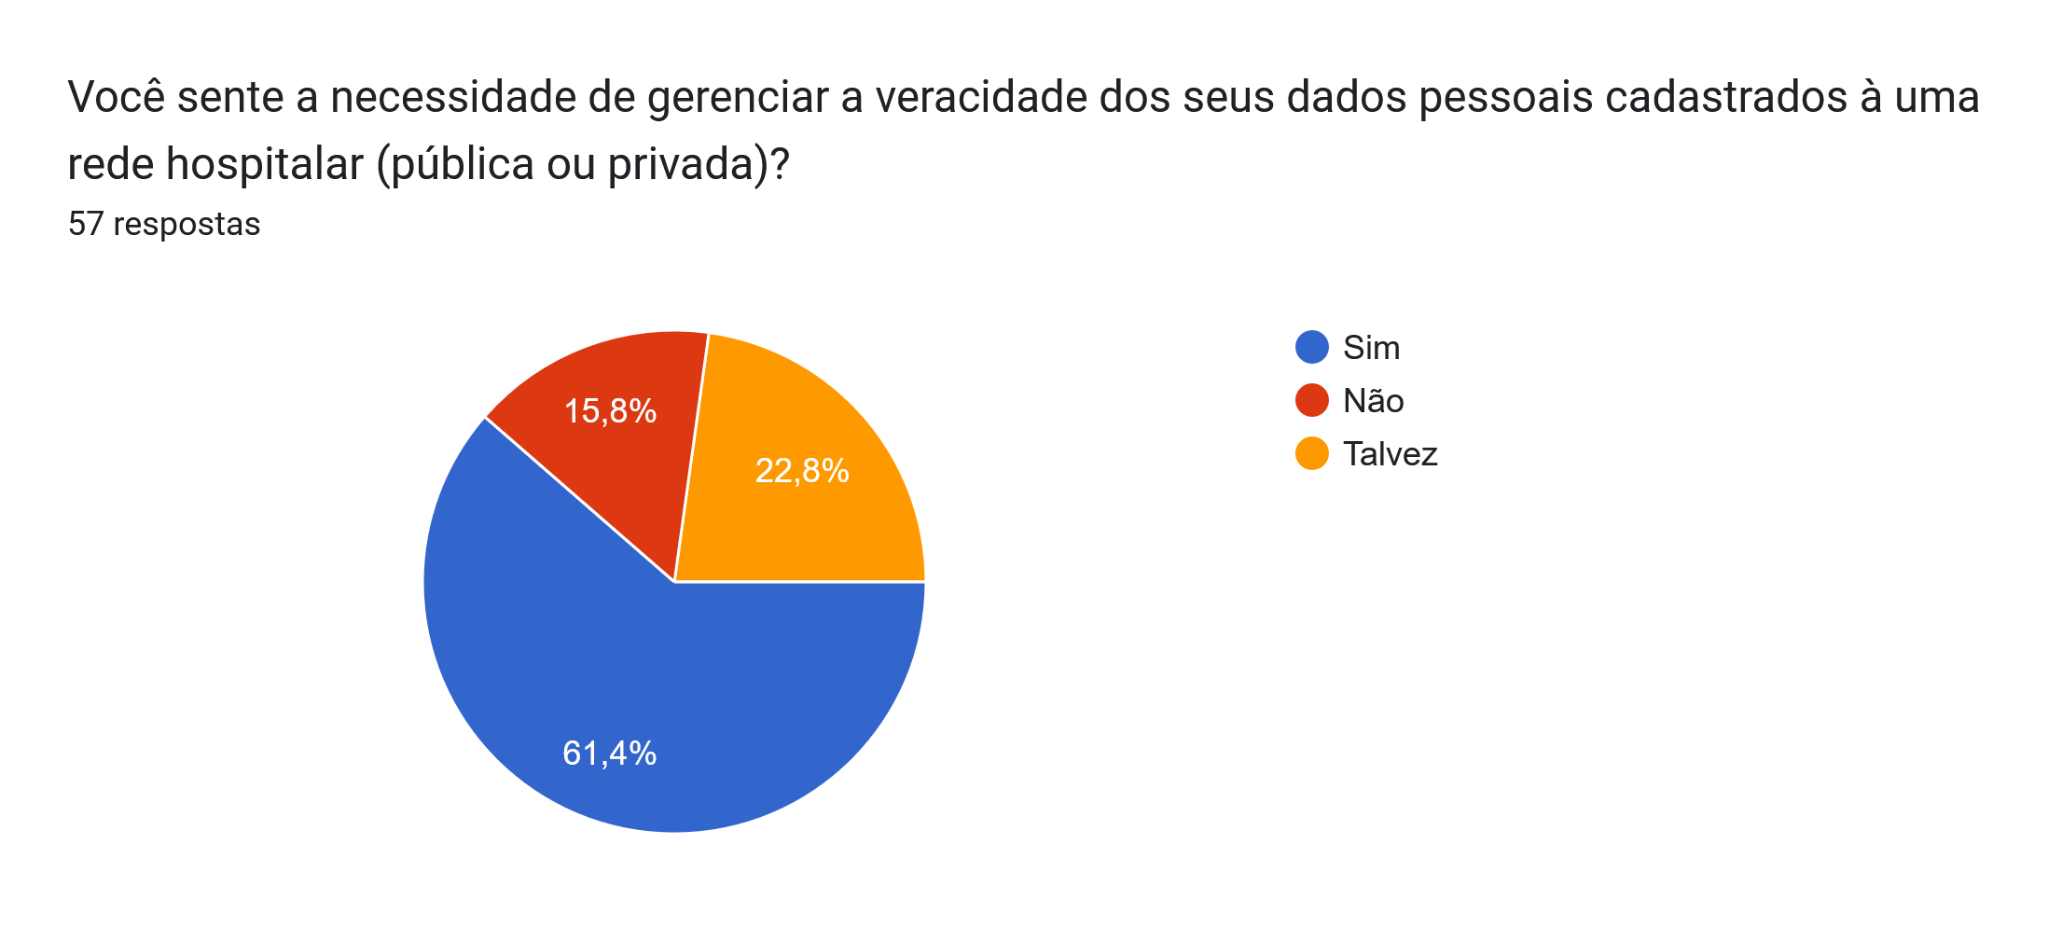 Você sente a necessidade de gerenciar a veracidade dos seus dados pessoais cadastrados à uma
rede hospitalar (pública ou privada)?
57 respostas
Sim
Não
Talvez
15,8%
22,8%
61,4%